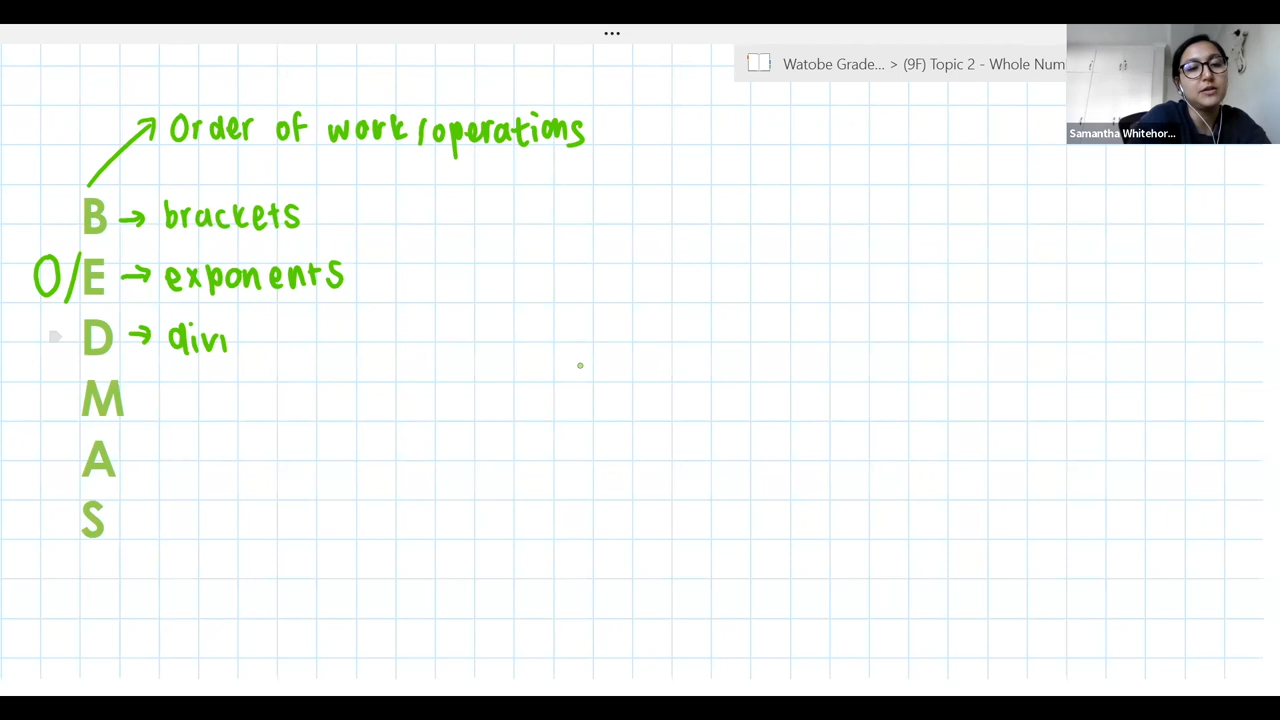 ...
Watobe Grade... > (9F) Topic 2 - Whole Num
Samantha Whitehor...
Order of work/operations
B → brackets
O/E → exponents
D → divi
M
A
S